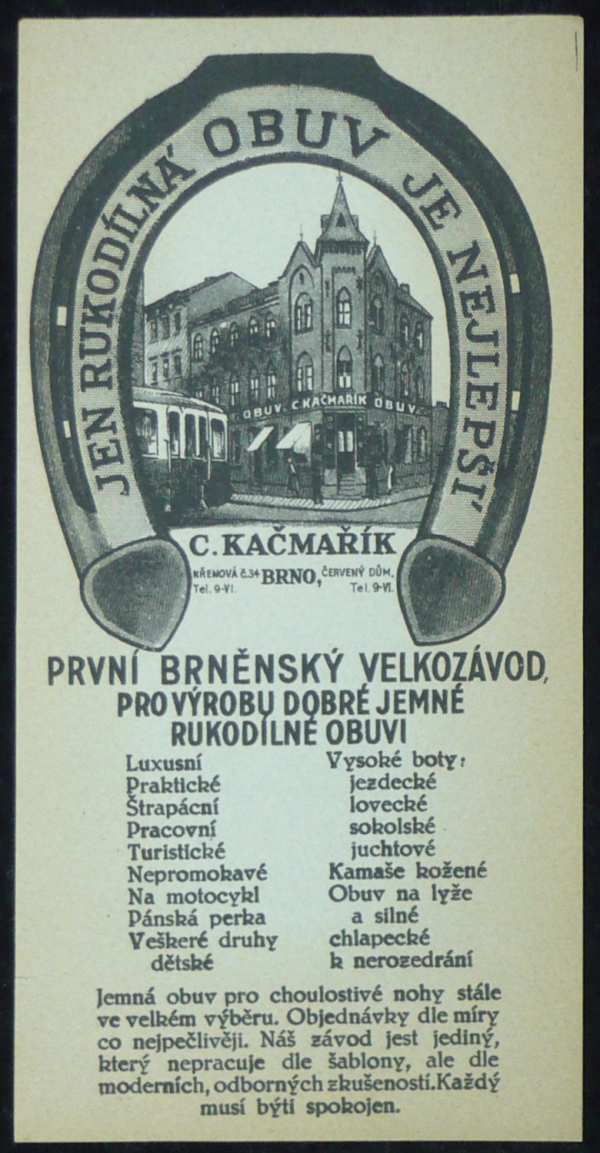 JEN RUKODÍLNÁ OBUV JE NEJLEPŠÍ
OBUV C. KAČMAŘÍK OBUV
C. KAČMAŘÍK
KŘENOVÁ č.34 BRNO, ČERVENÝ DŮM.
Tel. 9-VI. Tel. 9-VI.
PRVNÍ BRNĚNSKÝ VELKOZÁVOD,
PRO VÝROBU DOBRÉ JEMNÉ
RUKODÍLNÉ OBUVI
Luxusní
Praktické
Štrapácní
Pracovní
Turistické
Nepromokavé
Na motocykl
Pánská perka
Veškeré druhy
dětské
Vysoké boty:
jezdecké
lovecké
sokolské
juchtové
Kamaše kožené
Obuv na lyže
a silné
chlapecké
k nerozedrání
Jemná obuv pro choulostivé nohy stále
ve velkém výběru. Objednávky dle míry
co nejpečlivěji. Náš závod jest jediný,
který nepracuje dle šablony, ale dle
moderních, odborných zkušeností. Každý
musí býti spokojen.